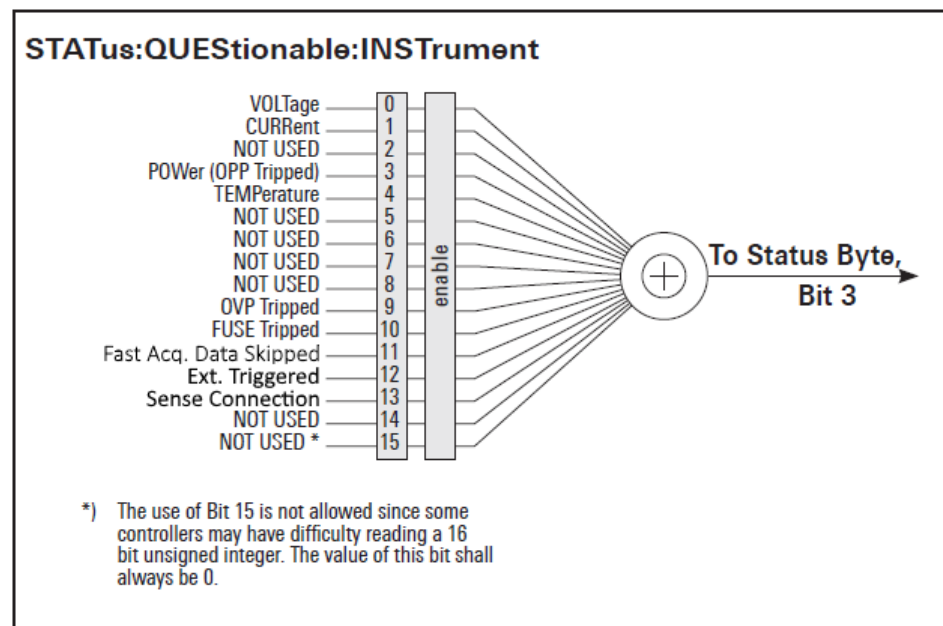 STATus:QUEStionable:INSTrument
VOLTage 0
CURRent 1
NOT USED 2
POWer (OPP Tripped) 3
TEMPerature 4
NOT USED 5
NOT USED 6
NOT USED 7
NOT USED 8
OVP Tripped 9
FUSE Tripped 10
Fast Acq. Data Skipped 11
Ext. Triggered 12
Sense Connection 13
NOT USED 14
NOT USED * 15
enable
To Status Byte,
Bit 3
*) The use of Bit 15 is not allowed since some
controllers may have difficulty reading a 16
bit unsigned integer. The value of this bit shall
always be 0.